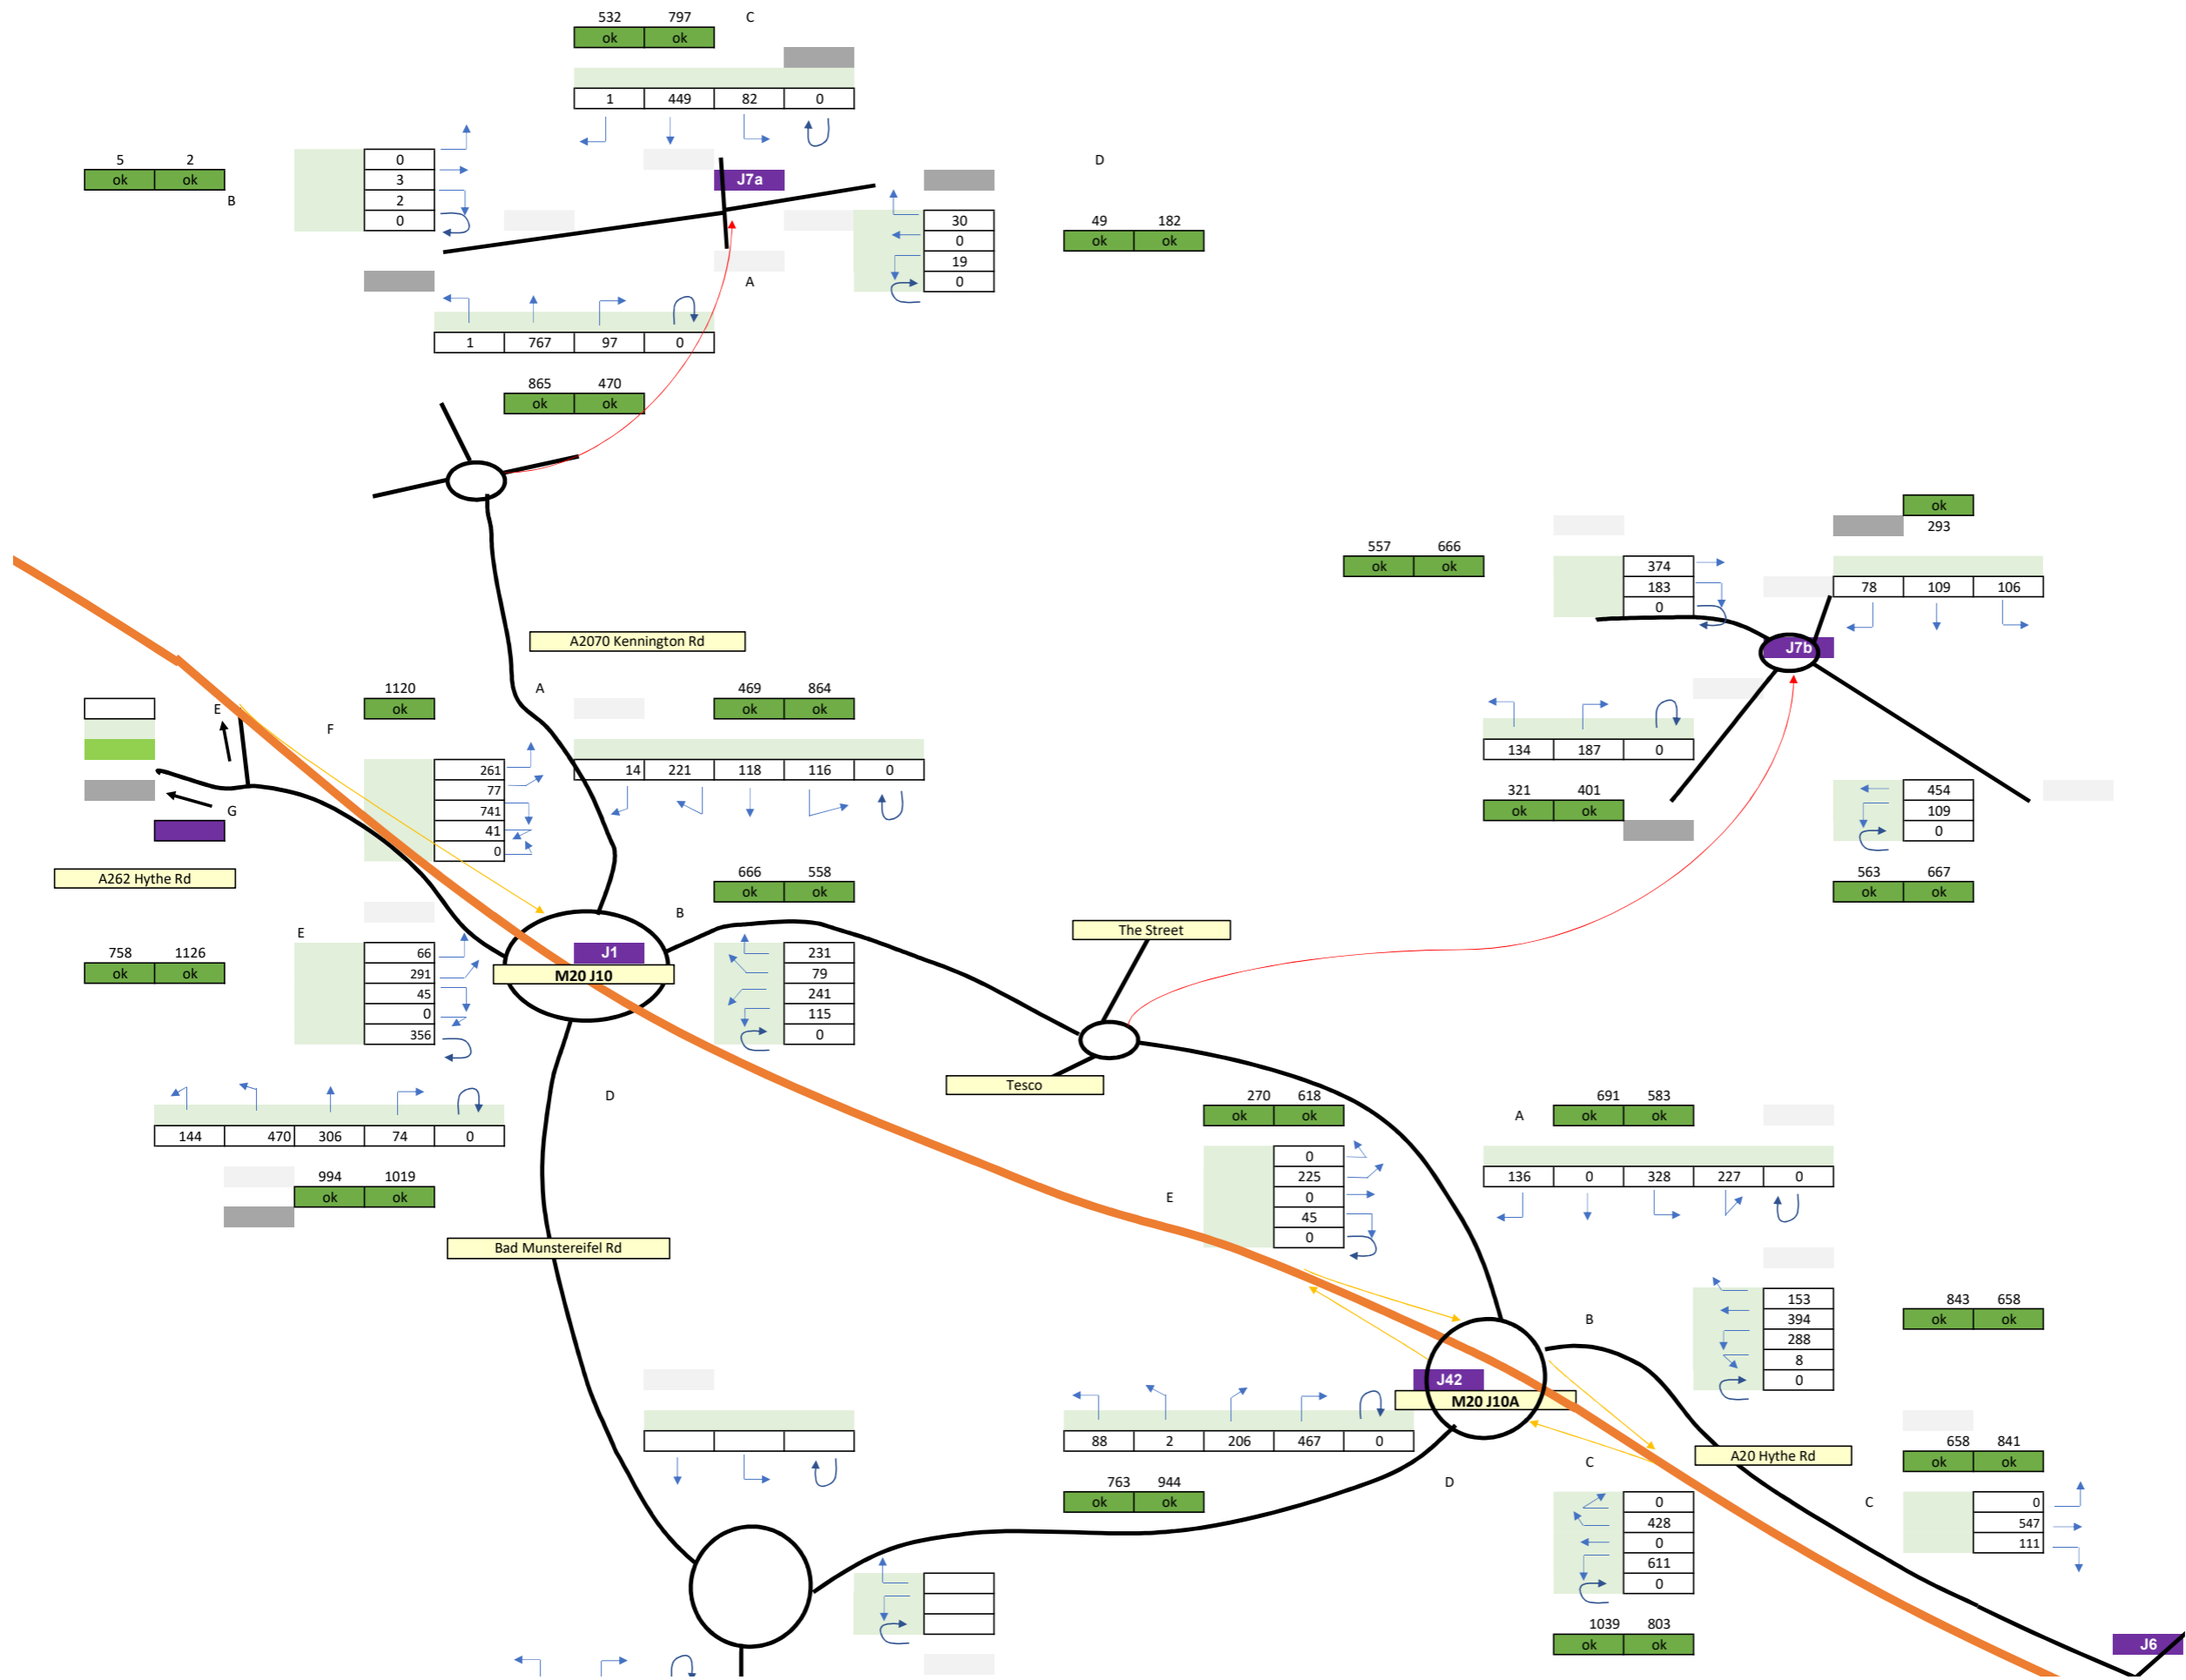 532 797 C
ok ok
1 449 82 0
5 2
ok ok
B
0
3
2
0
J7a
D
30
0
19
0
49 182
ok ok
A
1 767 97 0
865 470
ok ok
ok
293
557 666
ok ok
374
183
0
78 109 106
J7b
A2070 Kennington Rd
1120
ok
A
469 864
ok ok
E
F
G
261
77
741
41
0
14 221 118 116 0
134 187 0
321 401
ok ok
454
109
0
563 667
ok ok
A262 Hythe Rd
666 558
ok ok
B
E
758 1126
ok ok
66
291
45
0
356
J1
M20 J10
231
79
241
115
0
The Street
Tesco
D
144 470 306 74 0
994 1019
ok ok
Bad Munstereifel Rd
270 618
ok ok
E
0
225
0
45
0
A
691 583
ok ok
136 0 328 227 0
B
153
394
288
8
0
843 658
ok ok
J42
M20 J10A
88 2 206 467 0
763 944
ok ok
D
C
0
428
0
611
0
1039 803
ok ok
A20 Hythe Rd
658 841
ok ok
C
0
547
111
J6